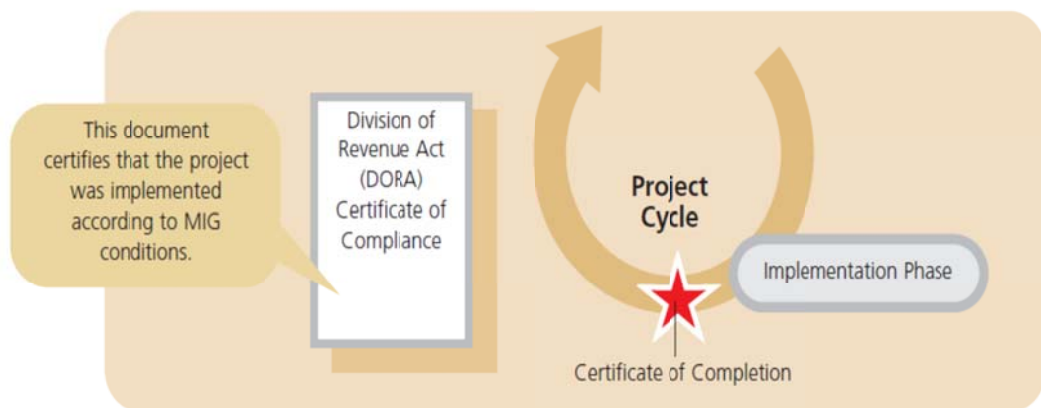 This document
certifies that the project
was implemented
according to MIG
conditions.
Division of
Revenue Act
(DORA)
Certificate of
Compliance
Project
Cycle
Implementation Phase
Certificate of Completion